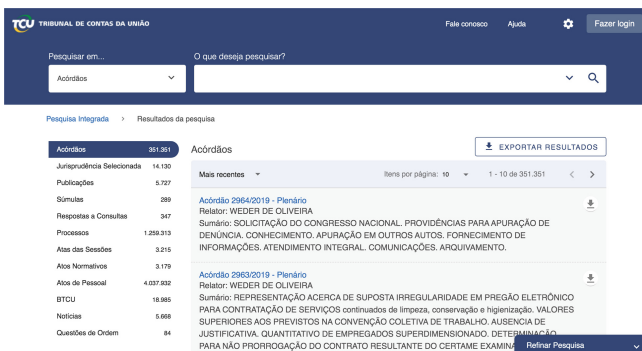 TCU TRIBUNAL DE CONTAS DA UNIÃO
Fale conosco Ajuda Fazer login
Pesquisar em... O que deseja pesquisar?
Acórdãos
Pesquisa Integrada > Resultados da pesquisa
Acórdãos 351.351
Jurisprudência Selecionada 14.130
Publicações 5.727
Súmulas 289
Respostas a Consultas 347
Processos 1.259.313
Atas das Sessões 3.215
Atos Normativos 3.179
Atos de Pessoal 4.037.932
BTCU 18.985
Notícias 5.668
Questões de Ordem 84
Acórdãos
EXPORTAR RESULTADOS
Mais recentes Itens por página: 10 1 - 10 de 351.351
Acórdão 2964/2019 - Plenário
Relator: WEDER DE OLIVEIRA
Sumário: SOLICITAÇÃO DO CONGRESSO NACIONAL. PROVIDÊNCIAS PARA APURAÇÃO DE
DENÚNCIA. CONHECIMENTO. APURAÇÃO EM OUTROS AUTOS. FORNECIMENTO DE
INFORMAÇÕES. ATENDIMENTO INTEGRAL. COMUNICAÇÕES. ARQUIVAMENTO.
Acórdão 2963/2019 - Plenário
Relator: WEDER DE OLIVEIRA
Sumário: REPRESENTAÇÃO ACERCA DE SUPOSTA IRREGULARIDADE EM PREGÃO ELETRÔNICO
PARA CONTRATAÇÃO DE SERVIÇOS continuados de limpeza, conservação e higienização. VALORES
SUPERIORES AOS PREVISTOS NA CONVENÇÃO COLETIVA DE TRABALHO. AUSENCIA DE
JUSTIFICATIVA. QUANTITATIVO DE EMPREGADOS SUPERDIMENSIONADO. DETERMINAÇÃO
PARA NÃO PRORROGAÇÃO DO CONTRATO RESULTANTE DO CERTAME EXAMINA
Refinar Pesquisa